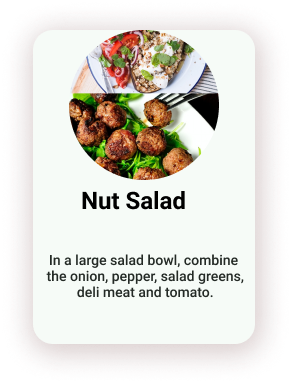 Nut Salad
In a large salad bowl, combine
the onion, pepper, salad greens,
deli meat and tomato.